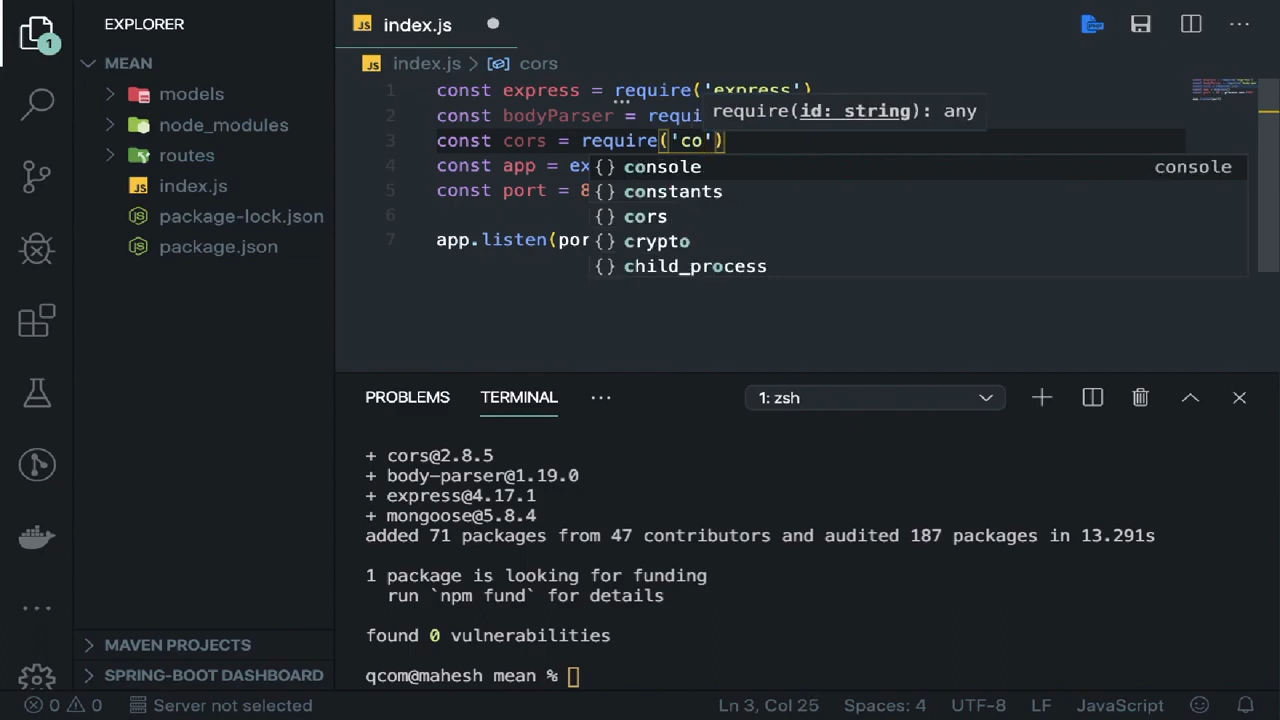 EXPLORER
1
MEAN
models
node_modules
routes
JS index.js
package-lock.json
package.json
MAVEN PROJECTS
SPRING-BOOT DASHBOARD
JS index.js
JS index.js > cors
1 const express = require('express')
2 const bodyParser = requi
require(id: string): any
3 const cors = require('co')
4 const app = ex
5 const port = 8
6
7 app.listen(por
{} console console
{} constants
{} cors
{} crypto
{} child_process
PROBLEMS TERMINAL ... 1: zsh
+ cors@2.8.5
+ body-parser@1.19.0
+ express@4.17.1
+ mongoose@5.8.4
added 71 packages from 47 contributors and audited 187 packages in 13.291s
1 package is looking for funding
run `npm fund` for details
found 0 vulnerabilities
qcom@mahesh mean %
0 0 Server not selected Ln 3, Col 25 Spaces: 4 UTF-8 LF JavaScript